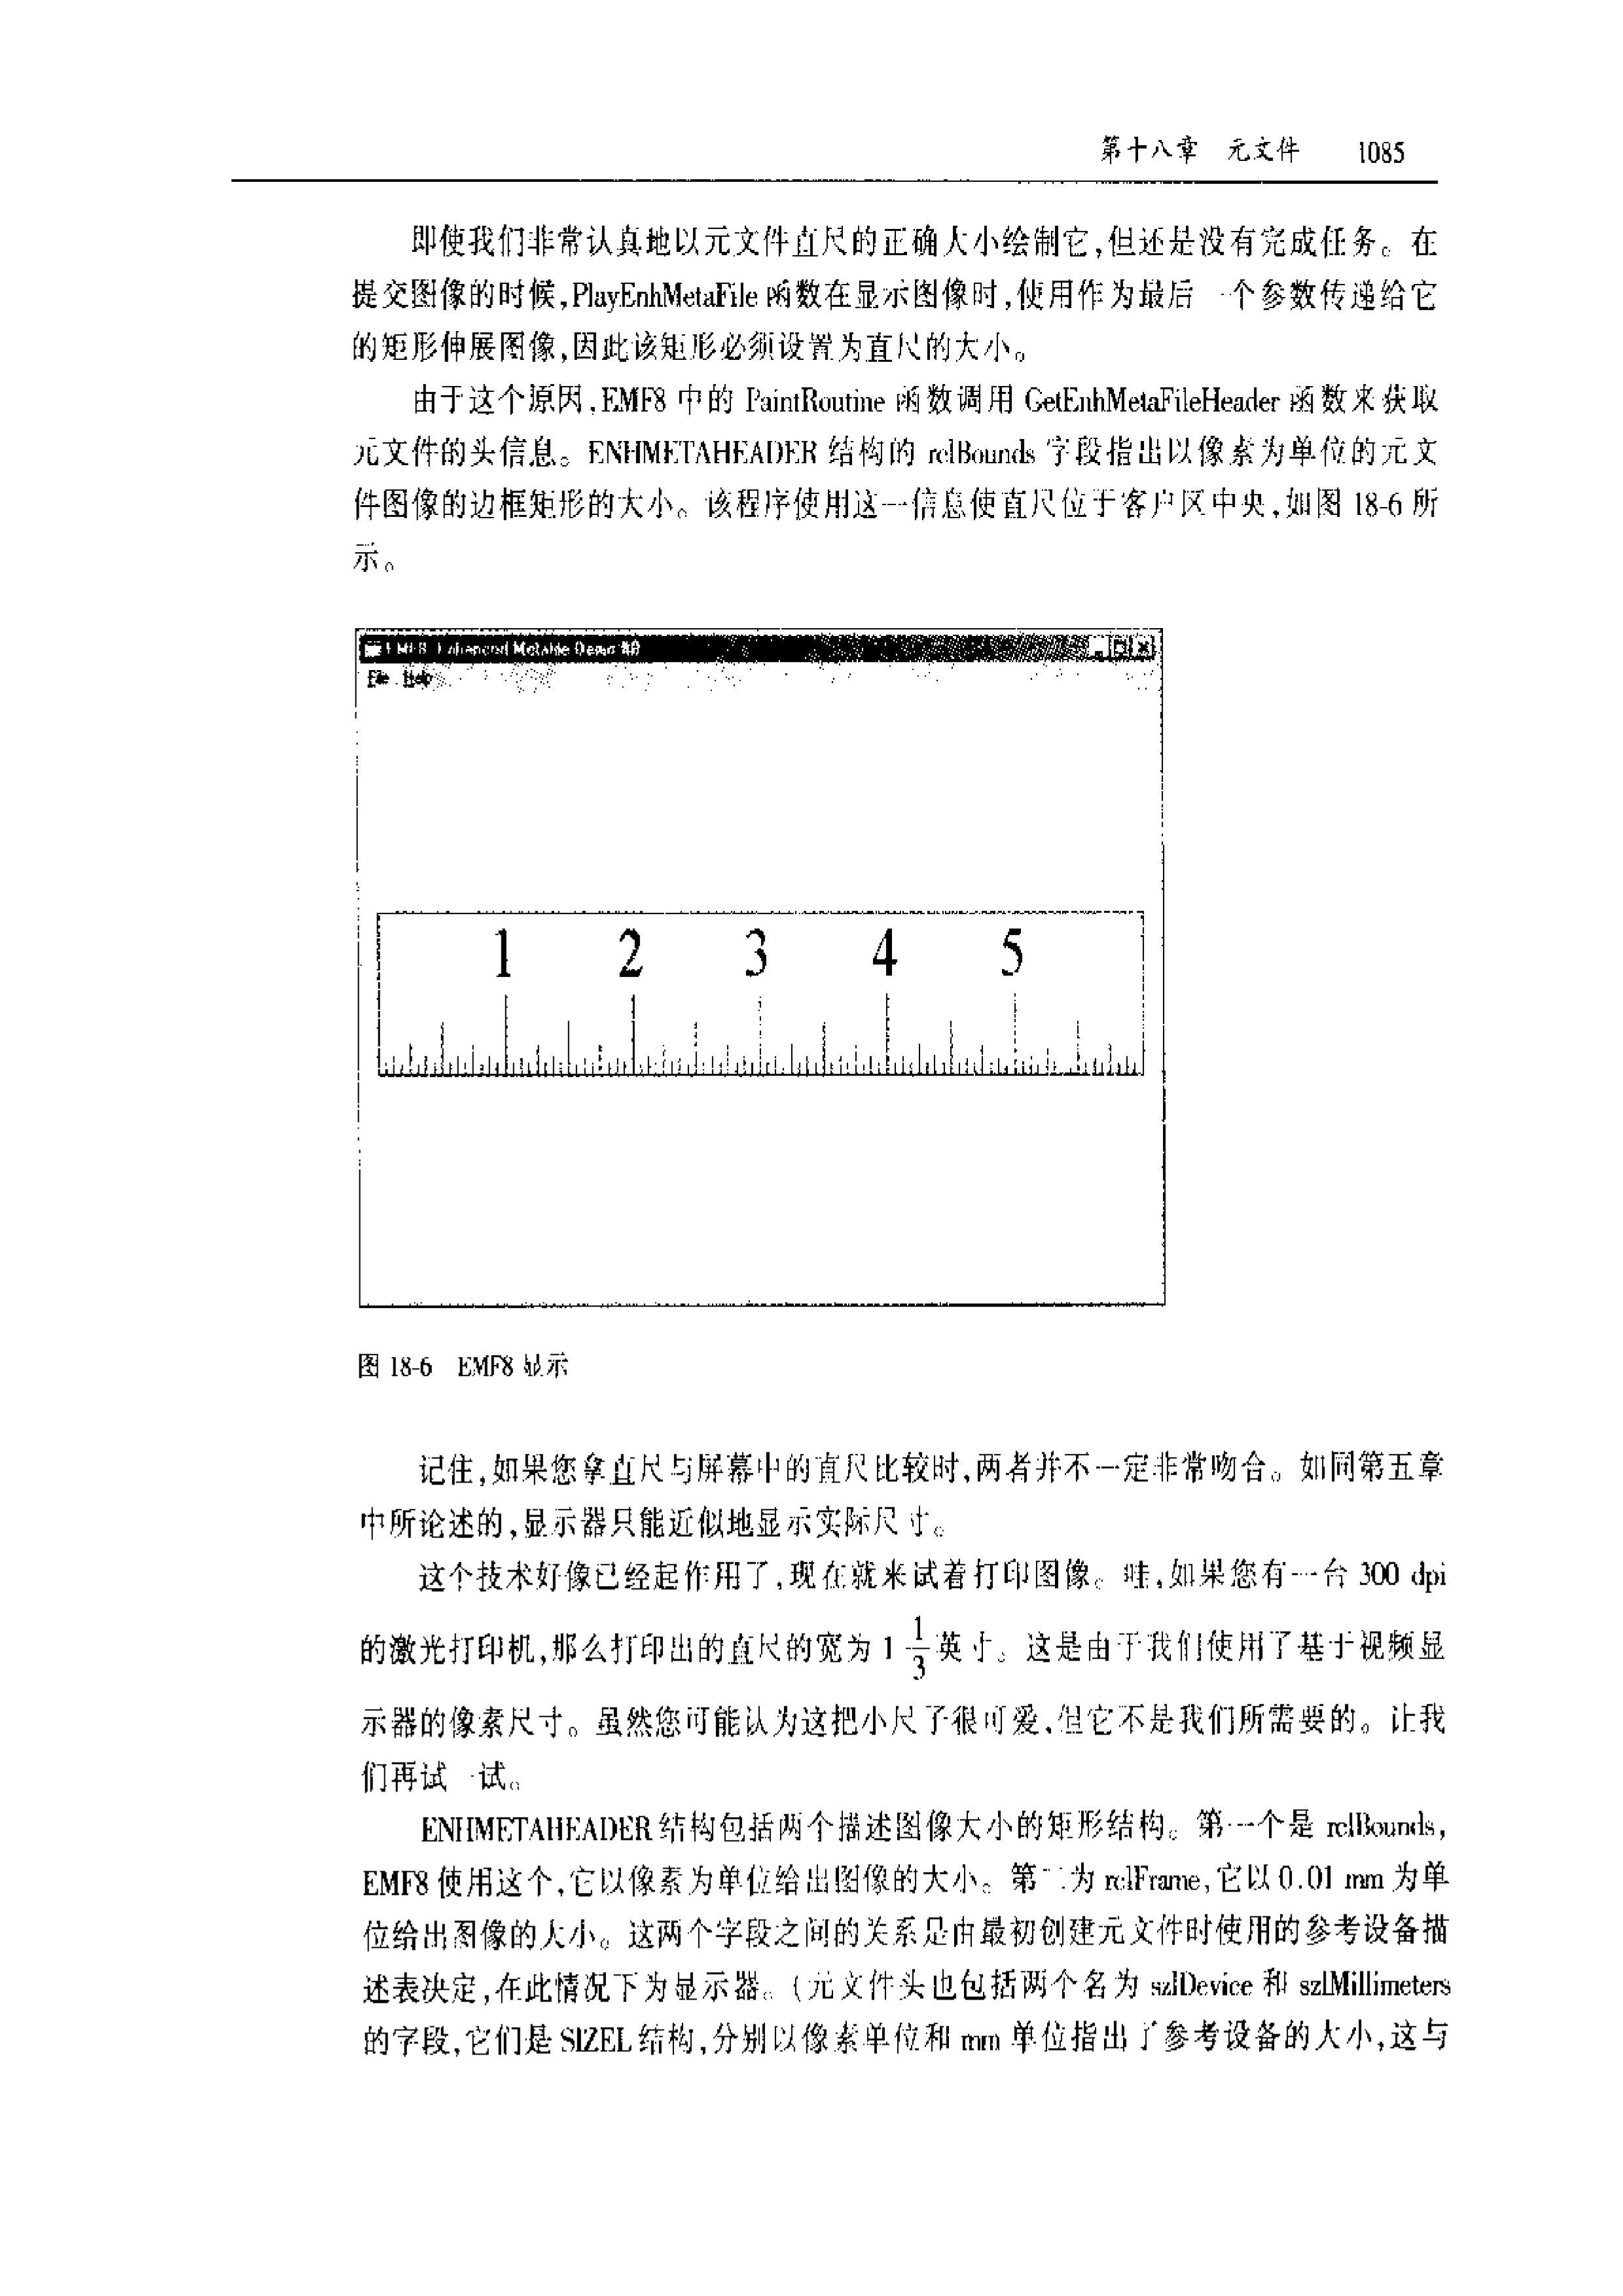 第十八章 元文件 1085
即使我们非常认真地以元文件直尺的正确大小绘制它,但还是没有完成任务。在
提交图像的时候,PlayEnhMetaFile 函数在显示图像时,使用作为最后一个参数传递给它
的矩形伸展图像,因此该矩形必须设置为直尺的大小。
由于这个原因,EMF8 中的 PaintRoutine 函数调用 GetEnhMetaFileHeader 函数来获取
元文件的头信息。ENHMETAHEADER 结构的 rclBounds 字段指出以像素为单位的元文
件图像的边框矩形的大小。该程序使用这一信息使直尺位于客户区中央,如图 18-6 所
示。
EMF8 Enhanced Metafile Demo #8
File Help
1 2 3 4 5
图 18-6 EMF8 显示
记住,如果您拿直尺与屏幕中的直尺比较时,两者并不一定非常吻合。如同第五章
中所论述的,显示器只能近似地显示实际尺寸。
这个技术好像已经起作用了,现在就来试着打印图像。哇,如果您有一台 300 dpi
的激光打印机,那么打印出的直尺的宽为 1 1/3 英寸。这是由于我们使用了基于视频显
示器的像素尺寸。虽然您可能认为这把小尺子很可爱,但它不是我们所需要的。让我
们再试一试。
ENHMETAHEADER 结构包括两个描述图像大小的矩形结构。第一个是 rclBounds,
EMF8 使用这个,它以像素为单位给出图像的大小。第二为 rclFrame,它以 0.01 mm 为单
位给出图像的大小。这两个字段之间的关系是由最初创建元文件时使用的参考设备描
述表决定,在此情况下为显示器。(元文件头也包括两个名为 szlDevice 和 szlMillimeters
的字段,它们是 SIZEL 结构,分别以像素单位和 mm 单位指出了参考设备的大小,这与